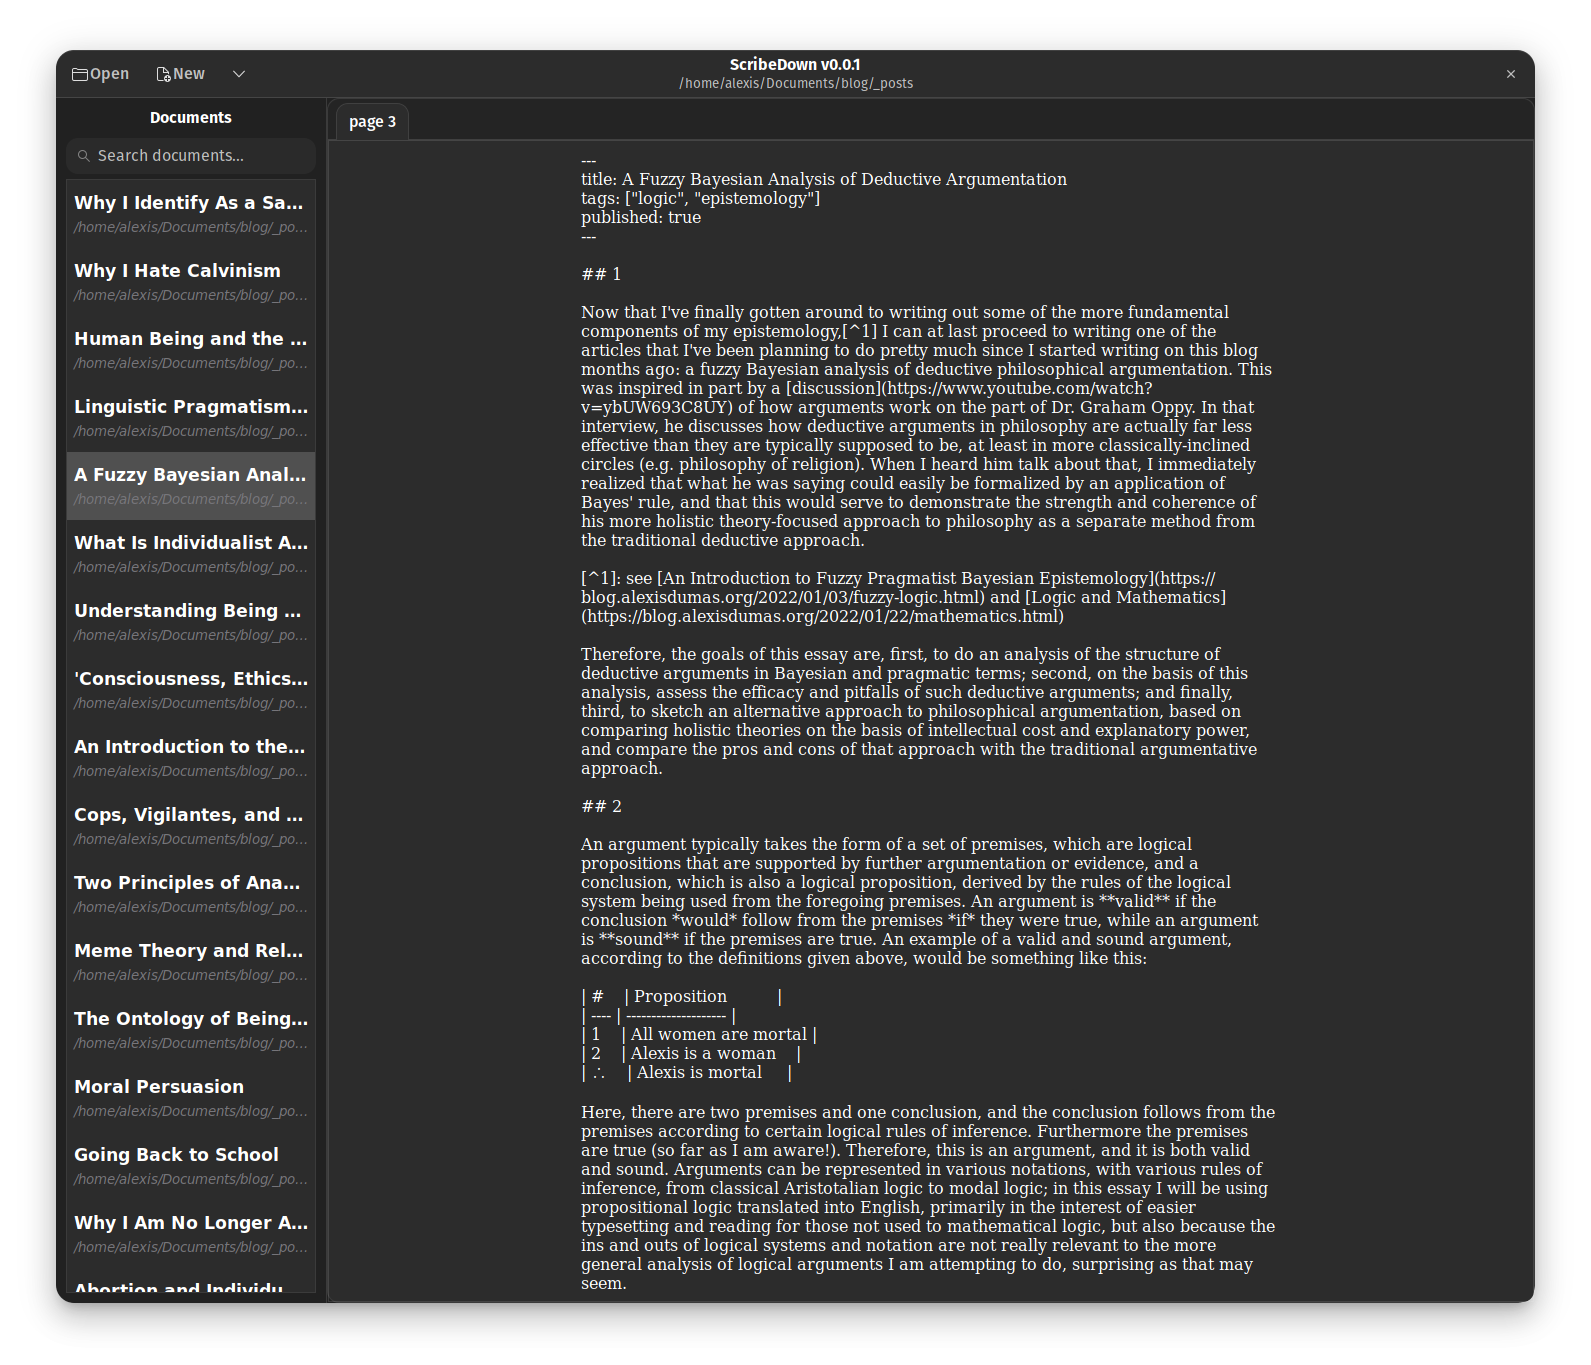 Open New
ScribeDown v0.0.1
/home/alexis/Documents/blog/_posts
Documents
Search documents...
Why I Identify As a Sa...
/home/alexis/Documents/blog/_po...
Why I Hate Calvinism
/home/alexis/Documents/blog/_po...
Human Being and the ...
/home/alexis/Documents/blog/_po...
Linguistic Pragmatism...
/home/alexis/Documents/blog/_po...
A Fuzzy Bayesian Anal...
/home/alexis/Documents/blog/_po...
What Is Individualist A...
/home/alexis/Documents/blog/_po...
Understanding Being ...
/home/alexis/Documents/blog/_po...
'Consciousness, Ethics...
/home/alexis/Documents/blog/_po...
An Introduction to the...
/home/alexis/Documents/blog/_po...
Cops, Vigilantes, and ...
/home/alexis/Documents/blog/_po...
Two Principles of Ana...
/home/alexis/Documents/blog/_po...
Meme Theory and Rel...
/home/alexis/Documents/blog/_po...
The Ontology of Being...
/home/alexis/Documents/blog/_po...
Moral Persuasion
/home/alexis/Documents/blog/_po...
Going Back to School
/home/alexis/Documents/blog/_po...
Why I Am No Longer A...
/home/alexis/Documents/blog/_po...
Abortion and Individu...
page 3
---
title: A Fuzzy Bayesian Analysis of Deductive Argumentation
tags: ["logic", "epistemology"]
published: true
---
## 1
Now that I've finally gotten around to writing out some of the more fundamental
components of my epistemology,[^1] I can at last proceed to writing one of the
articles that I've been planning to do pretty much since I started writing on this blog
months ago: a fuzzy Bayesian analysis of deductive philosophical argumentation. This
was inspired in part by a [discussion](https://www.youtube.com/watch?
v=ybUW693C8UY) of how arguments work on the part of Dr. Graham Oppy. In that
interview, he discusses how deductive arguments in philosophy are actually far less
effective than they are typically supposed to be, at least in more classically-inclined
circles (e.g. philosophy of religion). When I heard him talk about that, I immediately
realized that what he was saying could easily be formalized by an application of
Bayes' rule, and that this would serve to demonstrate the strength and coherence of
his more holistic theory-focused approach to philosophy as a separate method from
the traditional deductive approach.
[^1]: see [An Introduction to Fuzzy Pragmatist Bayesian Epistemology](https://
blog.alexisdumas.org/2022/01/03/fuzzy-logic.html) and [Logic and Mathematics]
(https://blog.alexisdumas.org/2022/01/22/mathematics.html)
Therefore, the goals of this essay are, first, to do an analysis of the structure of
deductive arguments in Bayesian and pragmatic terms; second, on the basis of this
analysis, assess the efficacy and pitfalls of such deductive arguments; and finally,
third, to sketch an alternative approach to philosophical argumentation, based on
comparing holistic theories on the basis of intellectual cost and explanatory power,
and compare the pros and cons of that approach with the traditional argumentative
approach.
## 2
An argument typically takes the form of a set of premises, which are logical
propositions that are supported by further argumentation or evidence, and a
conclusion, which is also a logical proposition, derived by the rules of the logical
system being used from the foregoing premises. An argument is **valid** if the
conclusion *would* follow from the premises *if* they were true, while an argument
is **sound** if the premises are true. An example of a valid and sound argument,
according to the definitions given above, would be something like this:
| # | Proposition |
| ---- | -------------------- |
| 1 | All women are mortal |
| 2 | Alexis is a woman |
| ∴ | Alexis is mortal |
Here, there are two premises and one conclusion, and the conclusion follows from the
premises according to certain logical rules of inference. Furthermore the premises
are true (so far as I am aware!). Therefore, this is an argument, and it is both valid
and sound. Arguments can be represented in various notations, with various rules of
inference, from classical Aristotalian logic to modal logic; in this essay I will be using
propositional logic translated into English, primarily in the interest of easier
typesetting and reading for those not used to mathematical logic, but also because the
ins and outs of logical systems and notation are not really relevant to the more
general analysis of logical arguments I am attempting to do, surprising as that may
seem.